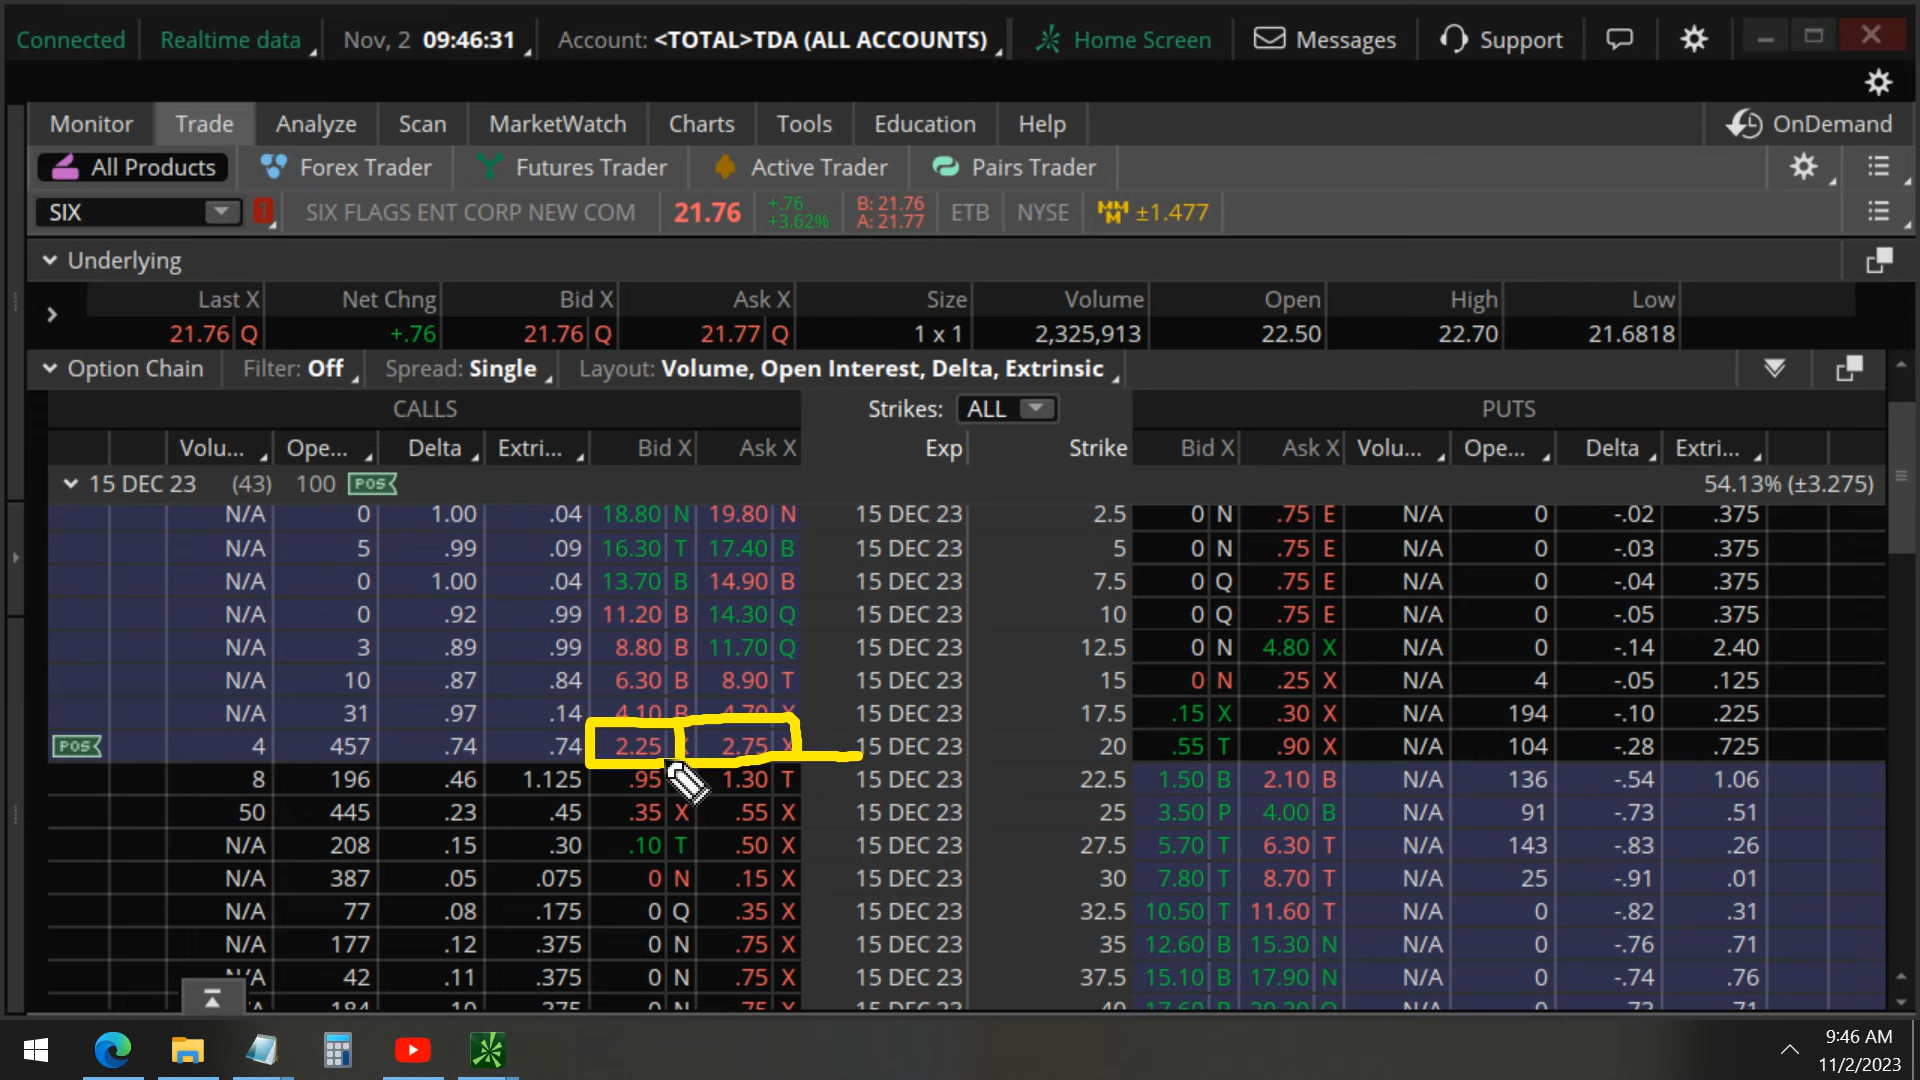 Connected Realtime data Nov, 2 09:46:31 Account: <TOTAL>TDA (ALL ACCOUNTS) Home Screen Messages Support
Monitor Trade Analyze Scan MarketWatch Charts Tools Education Help OnDemand
All Products Forex Trader Futures Trader Active Trader Pairs Trader
SIX 1 SIX FLAGS ENT CORP NEW COM 21.76 +.76 +3.62% B: 21.76 A: 21.77 ETB NYSE MMM ±1.477
Underlying
Last X Net Chng Bid X Ask X Size Volume Open High Low
21.76 Q +.76 21.76 Q 21.77 Q 1 x 1 2,325,913 22.50 22.70 21.6818
Option Chain Filter: Off Spread: Single Layout: Volume, Open Interest, Delta, Extrinsic
CALLS Strikes: ALL PUTS
Volu... Ope... Delta Extri... Bid X Ask X Exp Strike Bid X Ask X Volu... Ope... Delta Extri...
15 DEC 23 (43) 100 POS 54.13% (±3.275)
N/A 0 1.00 .04 18.80 N 19.80 N 15 DEC 23 2.5 0 N .75 E N/A 0 -.02 .375
N/A 5 .99 .09 16.30 T 17.40 B 15 DEC 23 5 0 N .75 E N/A 0 -.03 .375
N/A 0 1.00 .04 13.70 B 14.90 B 15 DEC 23 7.5 0 Q .75 E N/A 0 -.04 .375
N/A 0 .92 .99 11.20 B 14.30 Q 15 DEC 23 10 0 Q .75 E N/A 0 -.05 .375
N/A 3 .89 .99 8.80 B 11.70 Q 15 DEC 23 12.5 0 N 4.80 X N/A 0 -.14 2.40
N/A 10 .87 .84 6.30 B 8.90 T 15 DEC 23 15 0 N .25 X N/A 4 -.05 .125
N/A 31 .97 .14 4.10 B 4.70 X 15 DEC 23 17.5 .15 X .30 X N/A 194 -.10 .225
POS 4 457 .74 .74 2.25 2.75 X 15 DEC 23 20 .55 T .90 X N/A 104 -.28 .725
8 196 .46 1.125 .95 1.30 T 15 DEC 23 22.5 1.50 B 2.10 B N/A 136 -.54 1.06
50 445 .23 .45 .35 X .55 X 15 DEC 23 25 3.50 P 4.00 B N/A 91 -.73 .51
N/A 208 .15 .30 .10 T .50 X 15 DEC 23 27.5 5.70 T 6.30 T N/A 143 -.83 .26
N/A 387 .05 .075 0 N .15 X 15 DEC 23 30 7.80 T 8.70 T N/A 25 -.91 .01
N/A 77 .08 .175 0 Q .35 X 15 DEC 23 32.5 10.50 T 11.60 T N/A 0 -.82 .31
N/A 177 .12 .375 0 N .75 X 15 DEC 23 35 12.60 B 15.30 N N/A 0 -.76 .71
42 .11 .375 0 N .75 X 15 DEC 23 37.5 15.10 B 17.90 N N/A 0 -.74 .76
9:46 AM
11/2/2023